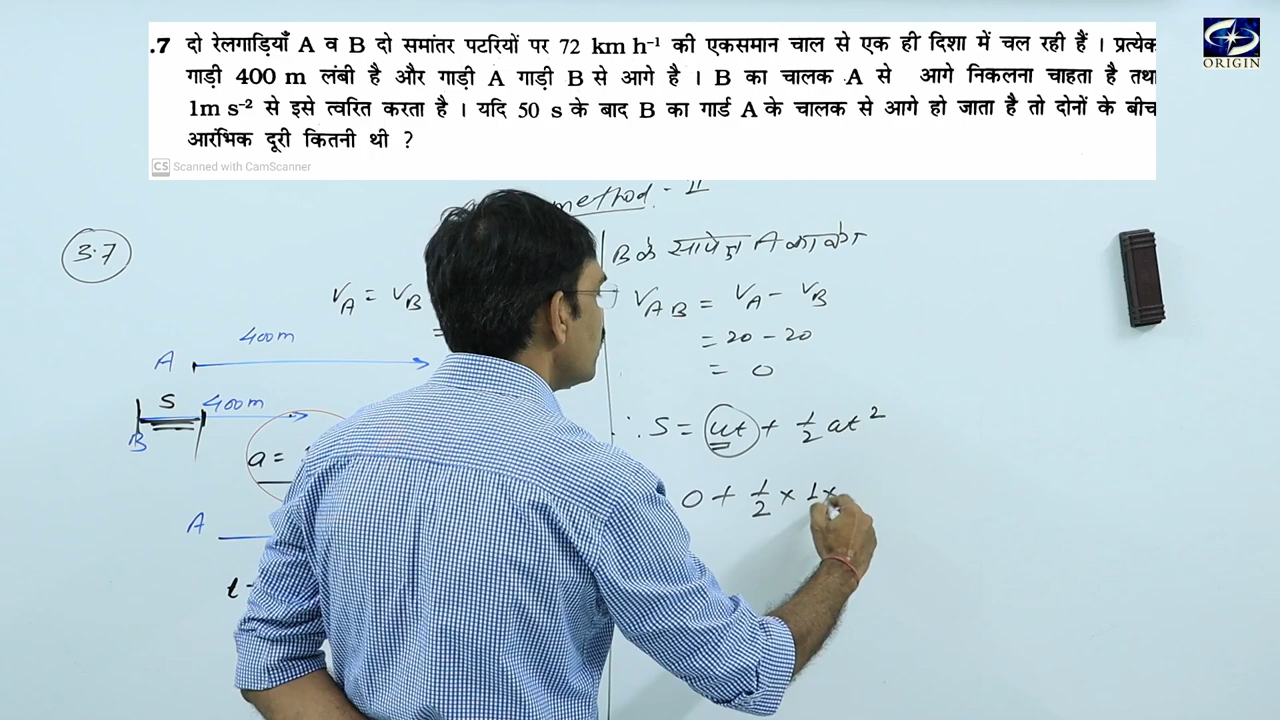 .7 दो रेलगाड़ियाँ A व B दो समांतर पटरियों पर 72 km h⁻¹ की एकसमान चाल से एक ही दिशा में चल रही हैं । प्रत्येक
गाड़ी 400 m लंबी है और गाड़ी A गाड़ी B से आगे है । B का चालक A से आगे निकलना चाहता है तथा
1m s⁻² से इसे त्वरित करता है । यदि 50 s के बाद B का गार्ड A के चालक से आगे हो जाता है तो दोनों के बीच
आरंभिक दूरी कितनी थी ?
CS Scanned with CamScanner
ORIGIN
method - II
3.7
B के सापेक्ष A का वेग
V_A = V_B
=
V_AB = V_A - V_B
= 20 - 20
= 0
400m
A
S
400m
B
a =
∴ S = ut + 1/2 at²
0 + 1/2 × 1 ×
A